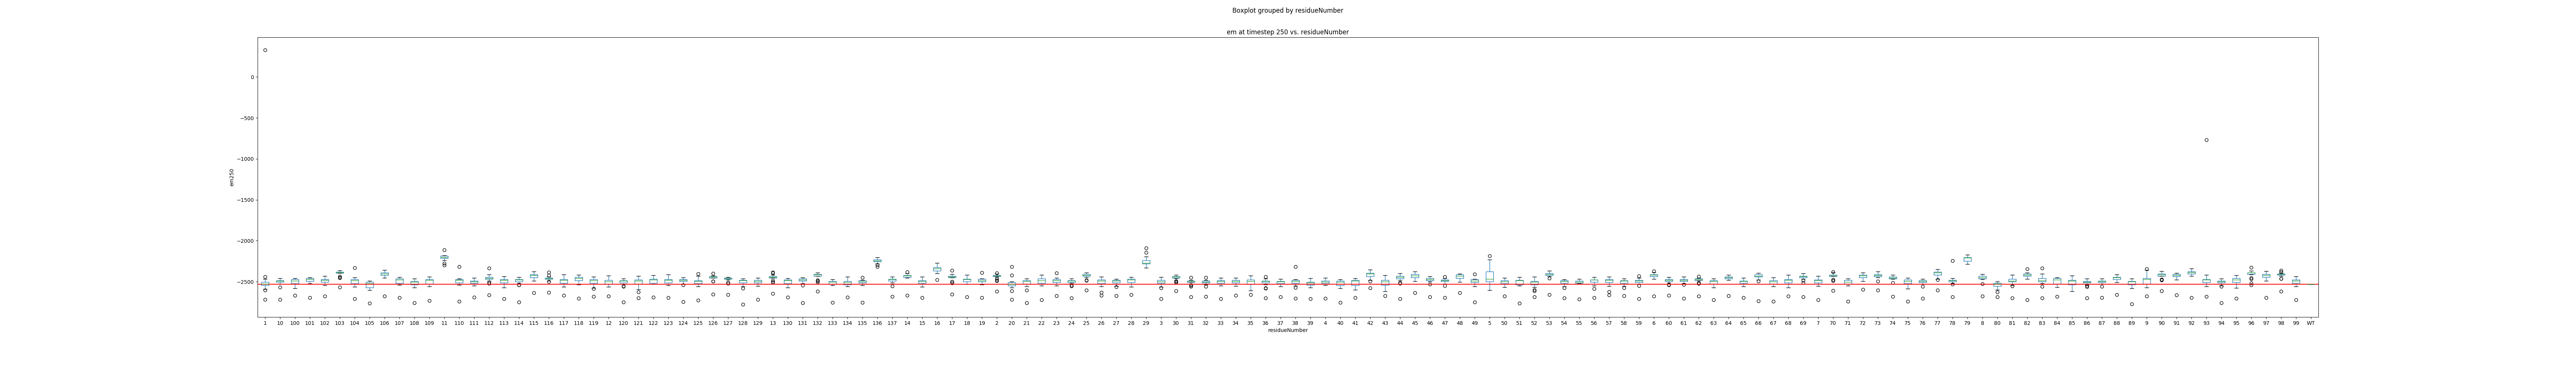 Boxplot grouped by residueNumber
em at timestep 250 vs. residueNumber
0
−500
−1000
−1500
−2000
−2500
em250
1 10 100 101 102 103 104 105 106 107 108 109 11 110 111 112 113 114 115 116 117 118 119 12 120 121 122 123 124 125 126 127 128 129 13 130 131 132 133 134 135 136 137 14 15 16 17 18 19 2 20 21 22 23 24 25 26 27 28 29 3 30 31 32 33 34 35 36 37 38 39 4 40 41 42 43 44 45 46 47 48 49 5 50 51 52 53 54 55 56 57 58 59 6 60 61 62 63 64 65 66 67 68 69 7 70 71 72 73 74 75 76 77 78 79 8 80 81 82 83 84 85 86 87 88 89 9 90 91 92 93 94 95 96 97 98 99 WT
residueNumber